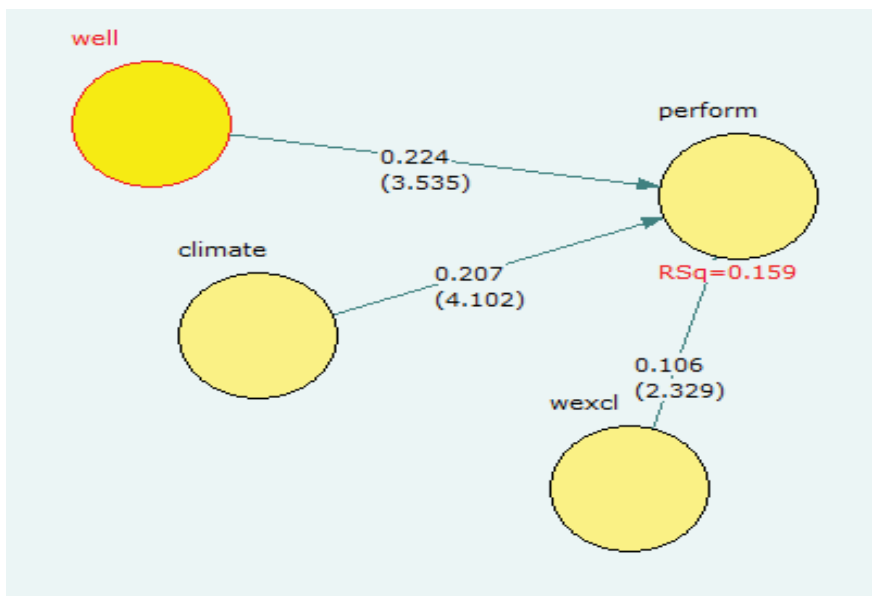 well
perform
0.224
(3.535)
climate
0.207
(4.102)
RSq=0.159
0.106
(2.329)
wexcl